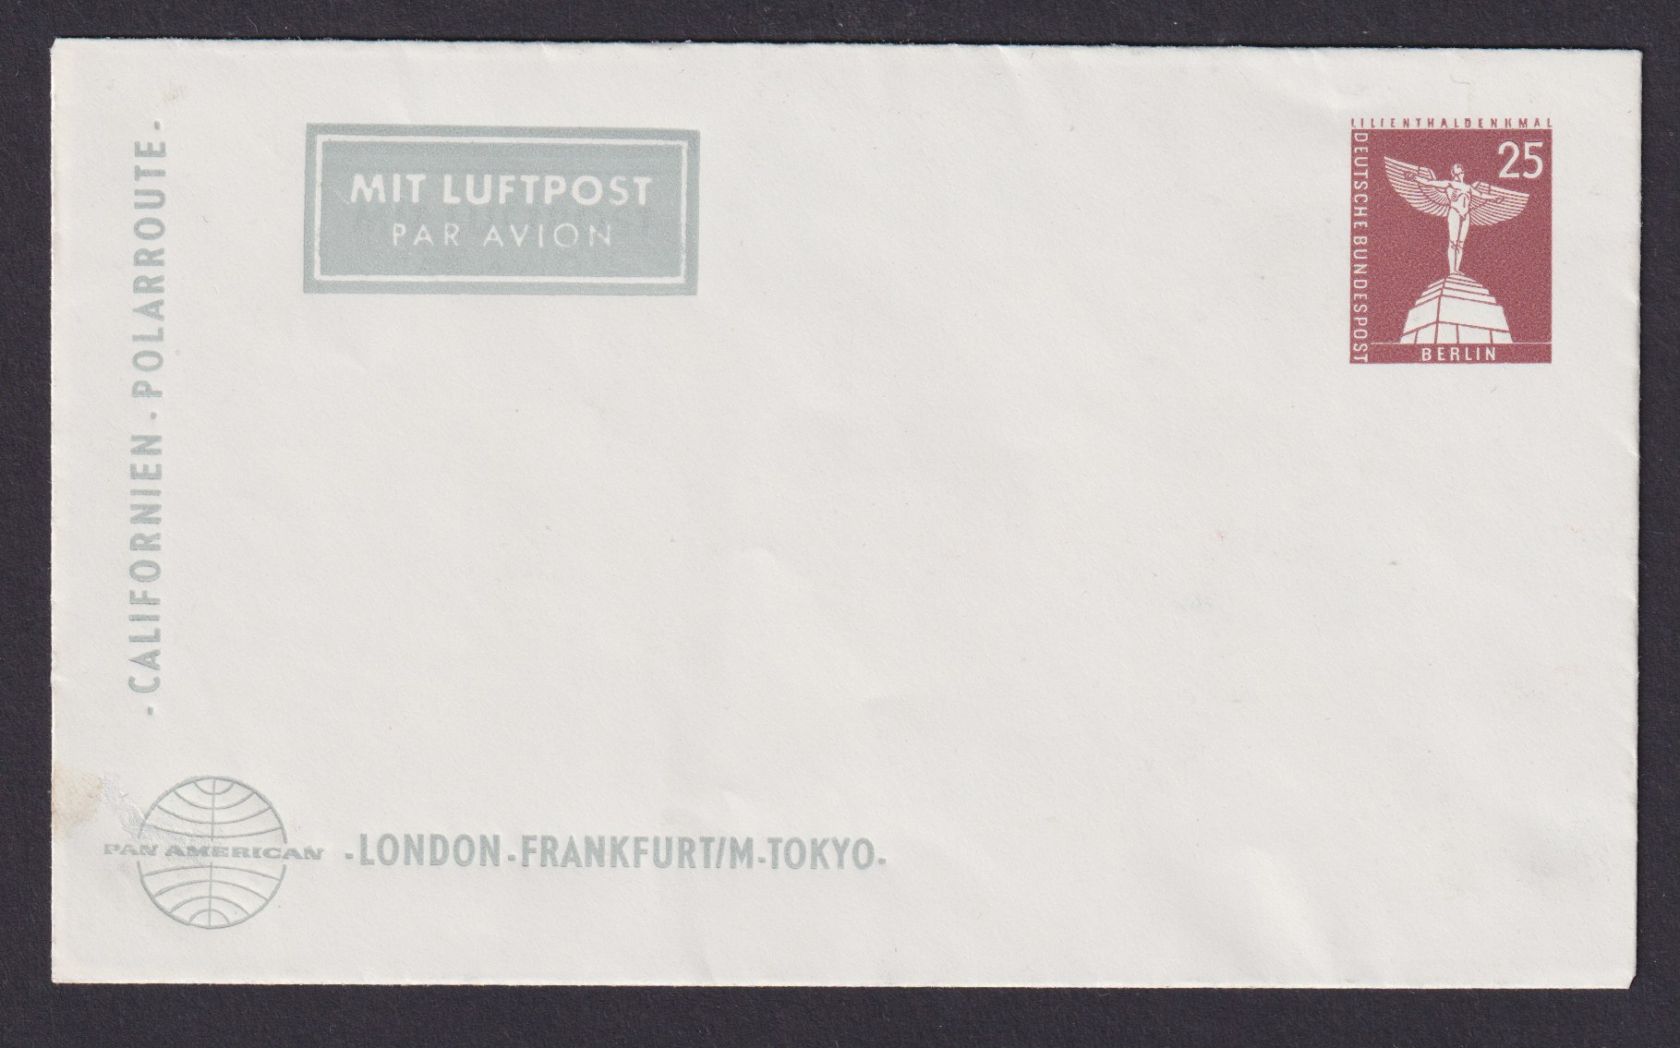 LILIENTHALDENKMAL
25
DEUTSCHE BUNDESPOST
BERLIN
MIT LUFTPOST
PAR AVION
- CALIFORNIEN - POLARROUTE -
PAN AMERICAN
- LONDON - FRANKFURT/M - TOKYO -